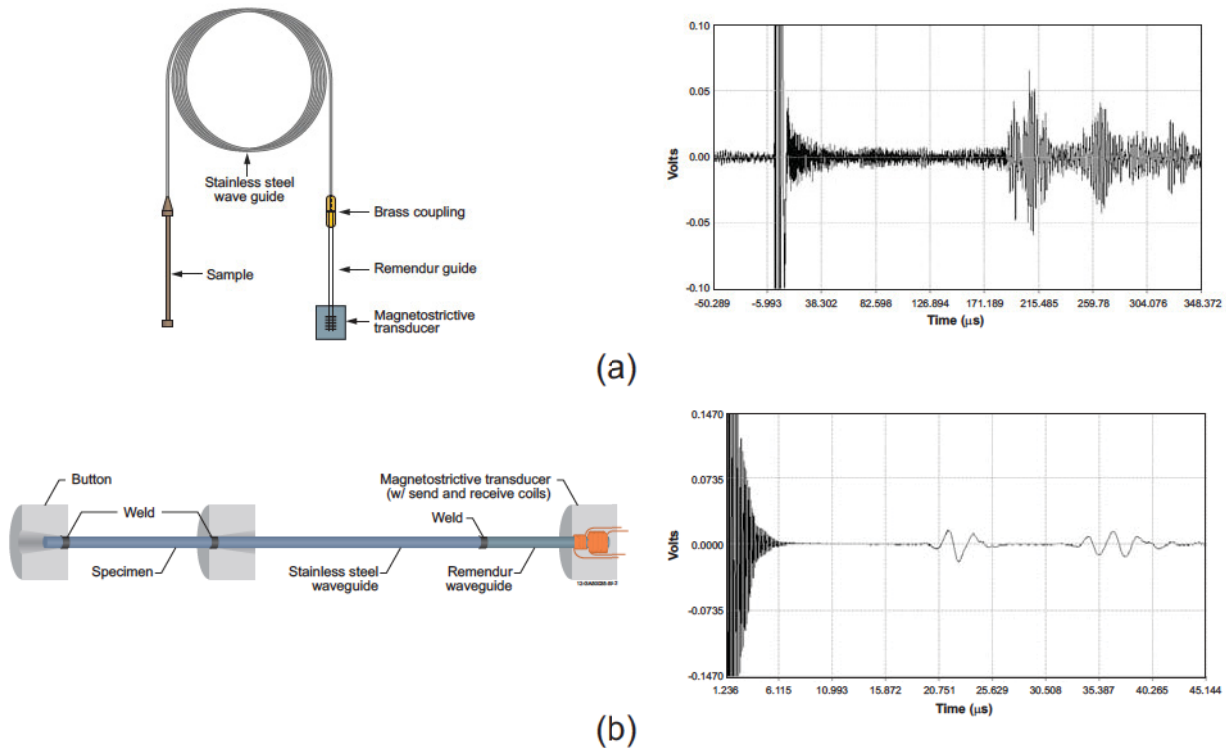 Stainless steel
wave guide
Brass coupling
Remendur guide
Sample
Magnetostrictive
transducer
0.10
0.05
0.00
-0.05
-0.10
Volts
-50.289 -5.993 38.302 82.598 126.894 171.189 215.485 259.78 304.076 348.372
Time (μs)
(a)
Button
Weld
Specimen
Stainless steel
waveguide
Magnetostrictive transducer
(w/ send and receive coils)
Weld
Remendur
waveguide
0.1470
0.0735
0.0000
-0.0735
-0.1470
Volts
1.236 6.115 10.993 15.872 20.751 25.629 30.508 35.387 40.265 45.144
Time (μs)
(b)